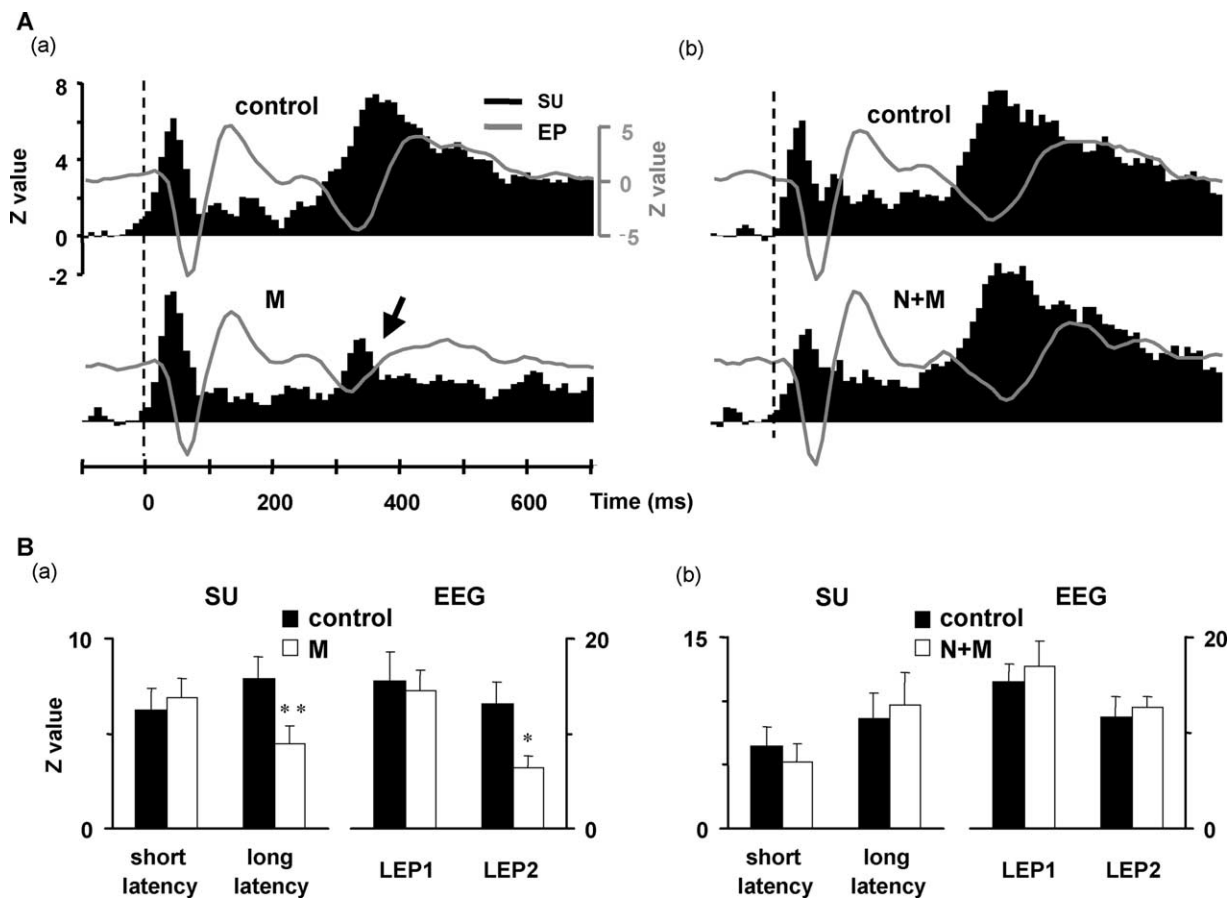 A
(a)
(b)
8
4
0
-2
Z value
control
SU
EP
5
0
-5
Z value
control
M
N+M
0 200 400 600 Time (ms)
B
(a)
SU EEG
control
M
10
0
Z value
20
0
* *
*
short latency
long latency
LEP1
LEP2
(b)
SU EEG
control
N+M
15
0
20
0
short latency
long latency
LEP1
LEP2